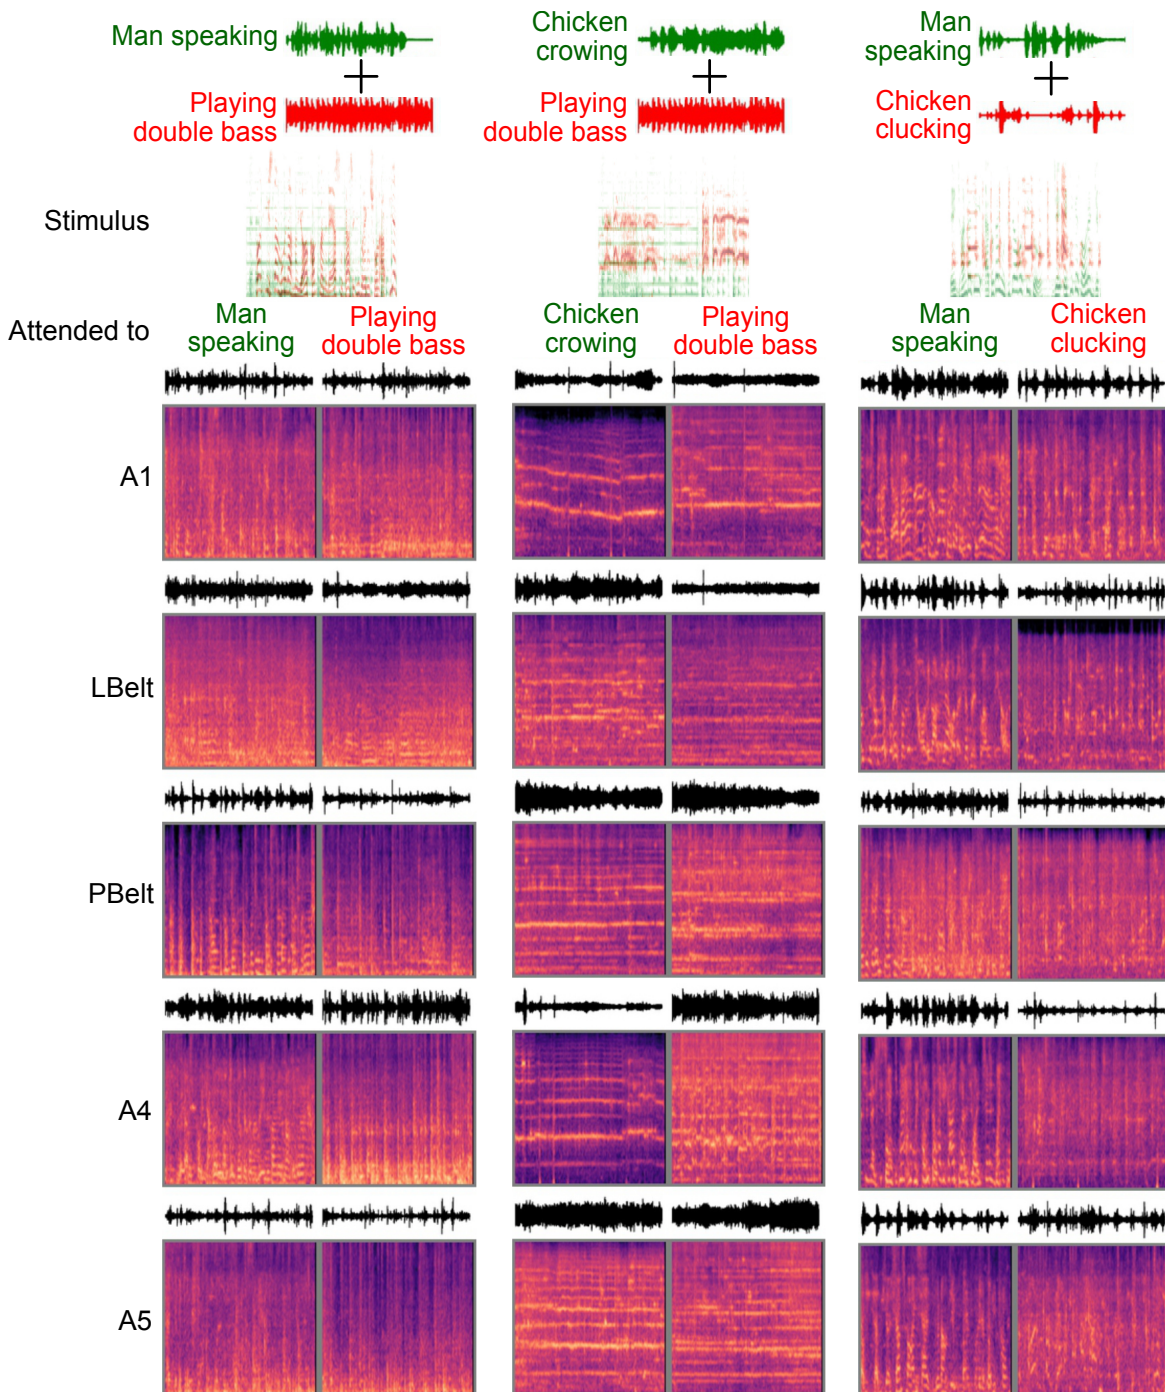 Man speaking
Playing
double bass
Chicken
crowing
Playing
double bass
Man
speaking
Chicken
clucking
Stimulus
Attended to
Man
speaking
Playing
double bass
Chicken
crowing
Playing
double bass
Man
speaking
Chicken
clucking
A1
LBelt
PBelt
A4
A5